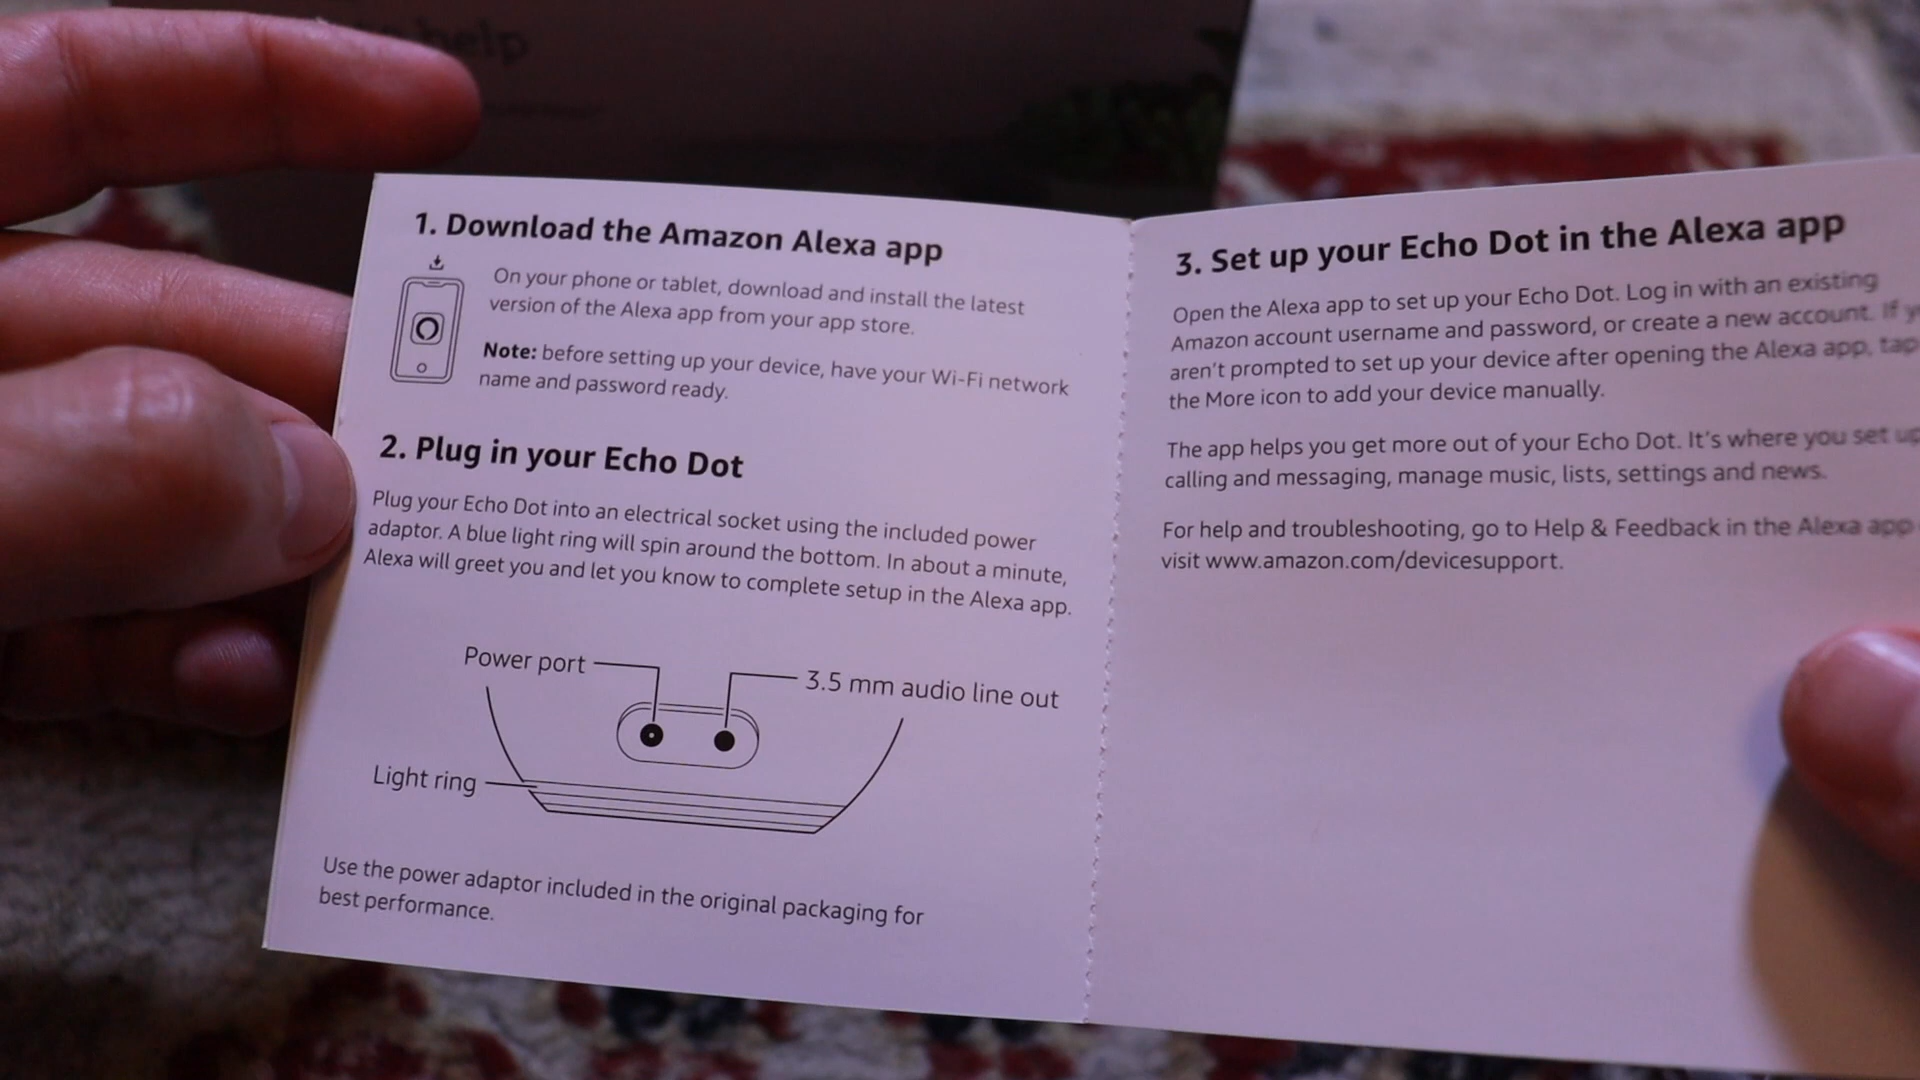 help
1. Download the Amazon Alexa app
On your phone or tablet, download and install the latest
version of the Alexa app from your app store.
Note: before setting up your device, have your Wi-Fi network
name and password ready.
2. Plug in your Echo Dot
Plug your Echo Dot into an electrical socket using the included power
adaptor. A blue light ring will spin around the bottom. In about a minute,
Alexa will greet you and let you know to complete setup in the Alexa app.
Power port
3.5 mm audio line out
Light ring
Use the power adaptor included in the original packaging for
best performance.
3. Set up your Echo Dot in the Alexa app
Open the Alexa app to set up your Echo Dot. Log in with an existing
Amazon account username and password, or create a new account. If
aren't prompted to set up your device after opening the Alexa app, tap
the More icon to add your device manually.
The app helps you get more out of your Echo Dot. It's where you set up
calling and messaging, manage music, lists, settings and news.
For help and troubleshooting, go to Help & Feedback in the Alexa app
visit www.amazon.com/devicesupport.